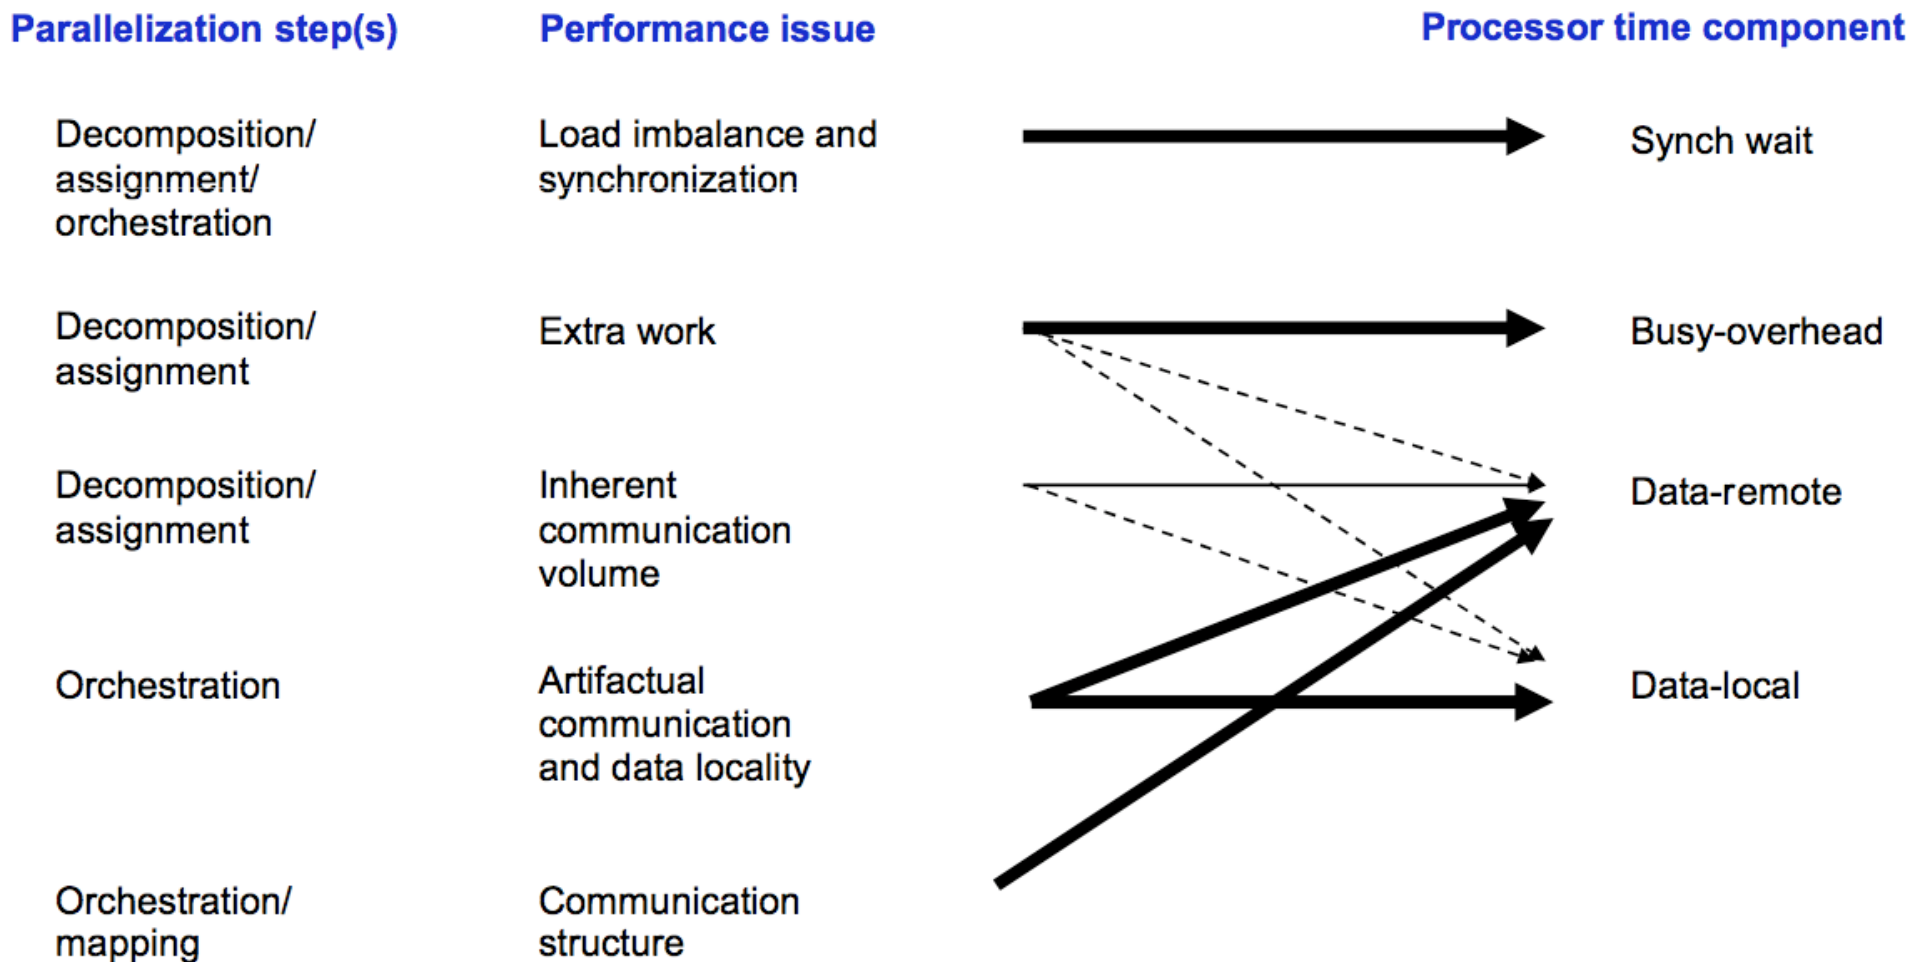 Parallelization step(s)
Performance issue
Processor time component
Decomposition/
assignment/
orchestration
Load imbalance and
synchronization
Synch wait
Decomposition/
assignment
Extra work
Busy-overhead
Decomposition/
assignment
Inherent
communication
volume
Data-remote
Orchestration
Artifactual
communication
and data locality
Data-local
Orchestration/
mapping
Communication
structure